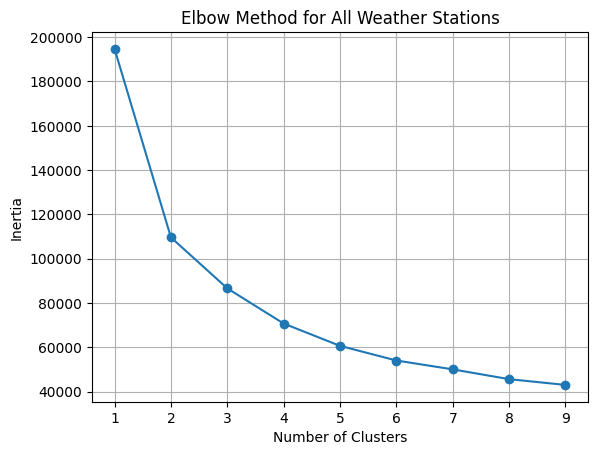 Elbow Method for All Weather Stations
200000
180000
160000
140000
120000
100000
80000
60000
40000
Inertia
1 2 3 4 5 6 7 8 9
Number of Clusters